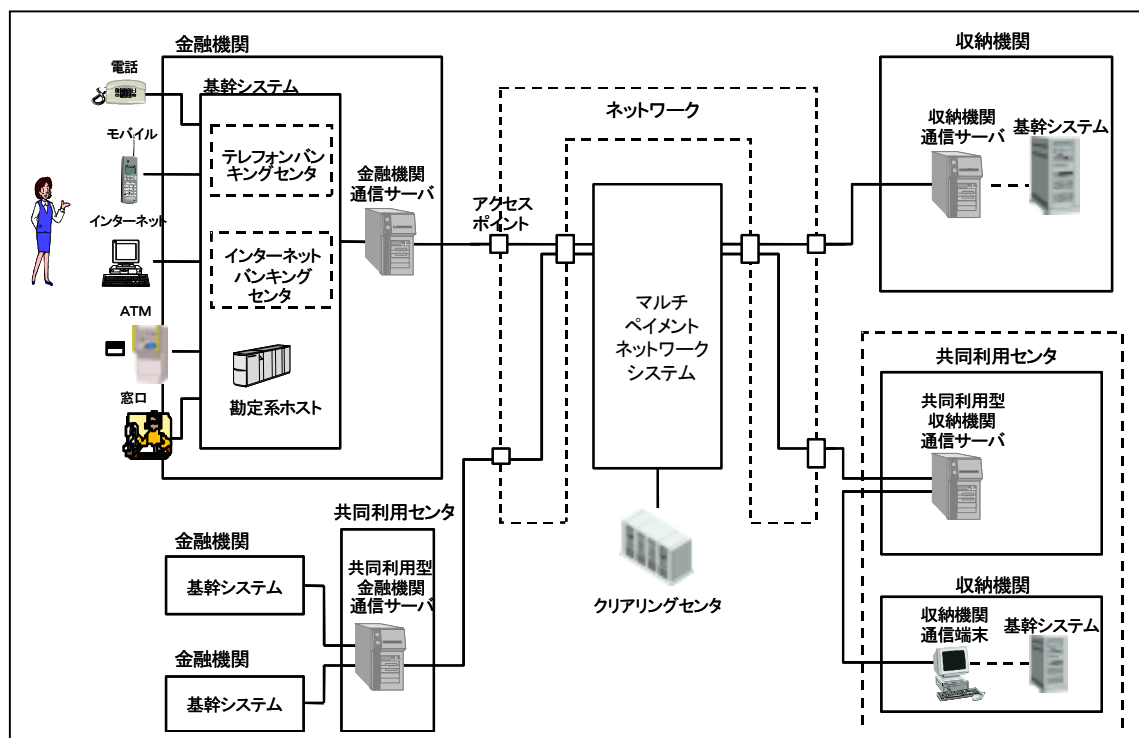 金融機関
電話
基幹システム
テレフォンバン
キングセンタ
モバイル
インターネット
インターネット
バンキング
センタ
ATM
勘定系ホスト
窓口
金融機関
通信サーバ
アクセス
ポイント
ネットワーク
マルチ
ペイメント
ネットワーク
システム
クリアリングセンタ
収納機関
収納機関
通信サーバ
基幹システム
共同利用センタ
共同利用型
収納機関
通信サーバ
収納機関
収納機関
通信端末
基幹システム
共同利用センタ
共同利用型
金融機関
通信サーバ
金融機関
基幹システム
金融機関
基幹システム